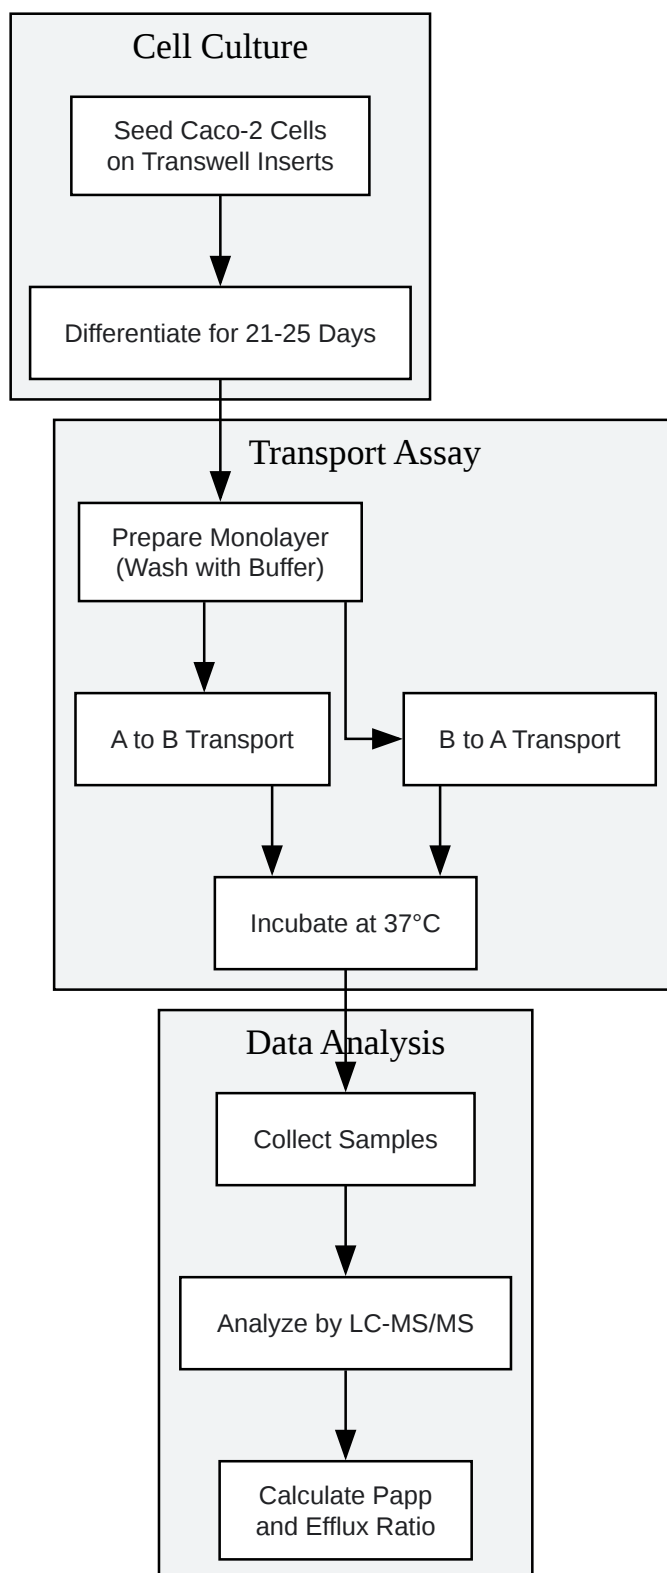 Cell Culture
Seed Caco-2 Cells
on Transwell Inserts
Differentiate for 21-25 Days
Transport Assay
Prepare Monolayer
(Wash with Buffer)
A to B Transport
B to A Transport
Incubate at 37°C
Data Analysis
Collect Samples
Analyze by LC-MS/MS
Calculate Papp
and Efflux Ratio